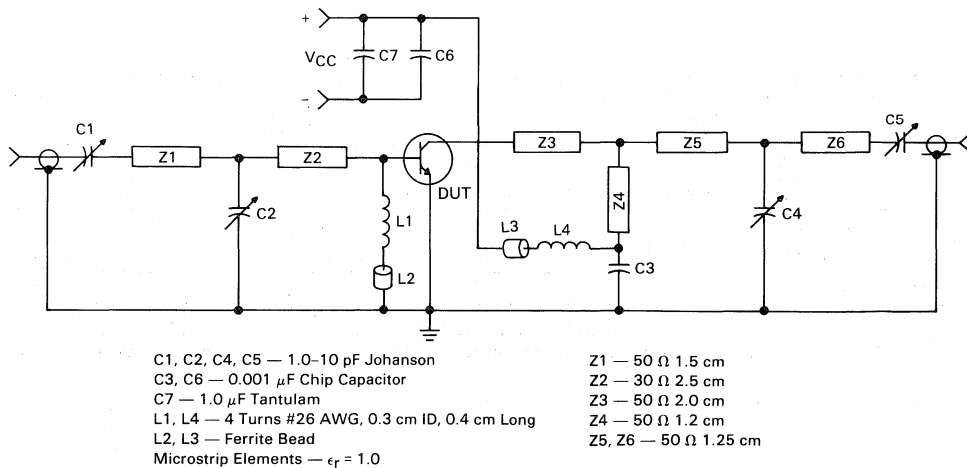 +
VCC
C7
C6
-
C1
Z1
Z2
C2
L1
L2
DUT
Z3
Z5
Z6
C5
Z4
L3
L4
C3
C4
C1, C2, C4, C5 — 1.0–10 pF Johanson
C3, C6 — 0.001 μF Chip Capacitor
C7 — 1.0 μF Tantulam
L1, L4 — 4 Turns #26 AWG, 0.3 cm ID, 0.4 cm Long
L2, L3 — Ferrite Bead
Microstrip Elements — ϵr = 1.0
Z1 — 50 Ω 1.5 cm
Z2 — 30 Ω 2.5 cm
Z3 — 50 Ω 2.0 cm
Z4 — 50 Ω 1.2 cm
Z5, Z6 — 50 Ω 1.25 cm